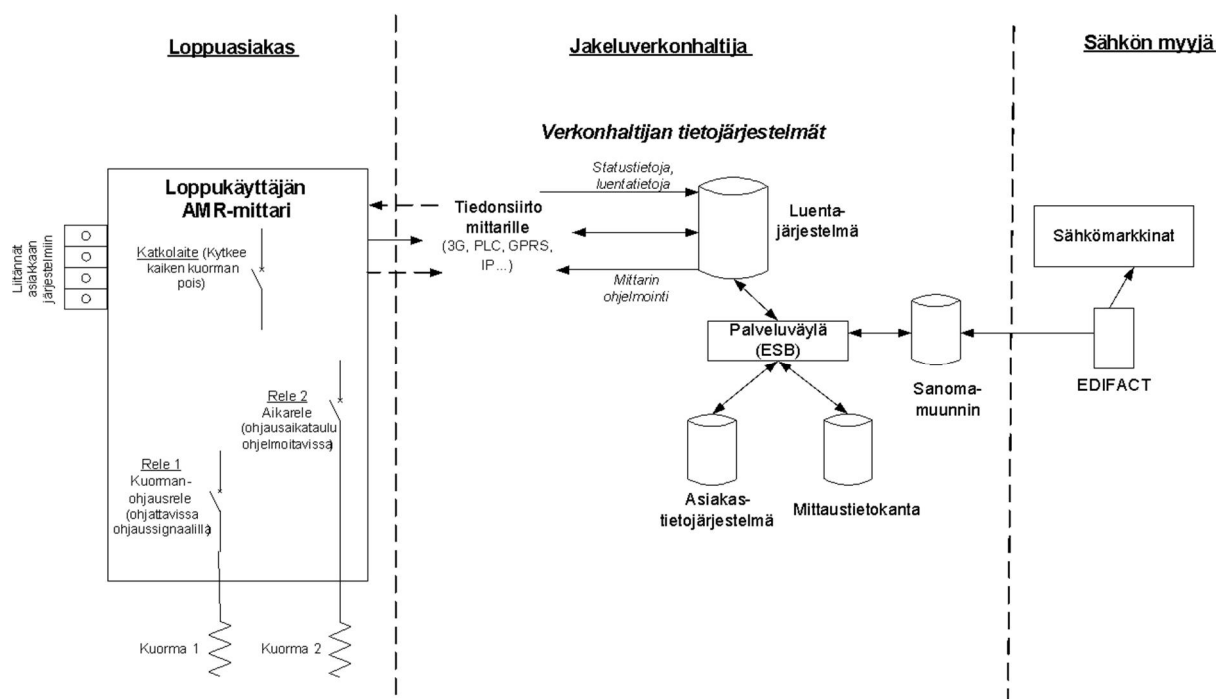 Loppuasiakas
Jakeluverkonhaltija
Sähkön myyjä
Verkonhaltijan tietojärjestelmät
Loppukäyttäjän
AMR-mittari
Katkolaite (Kytkee
kaiken kuorman
pois)
Liitännät
asiakkaan
järjestelmiin
Rele 2
Aikarele
(ohjausaikataulu
ohjelmoitavissa)
Rele 1
Kuorman-
ohjausrele
(ohjattavissa
ohjaussignaalilla)
Kuorma 1
Kuorma 2
Statustietoja,
luentatietoja
Tiedonsiirto
mittarille
(3G, PLC, GPRS,
IP...)
Mittarin
ohjelmointi
Luenta-
järjestelmä
Palveluväylä
(ESB)
Asiakas-
tietojärjestelmä
Mittaustietokanta
Sanoma-
muunnin
Sähkömarkkinat
EDIFACT